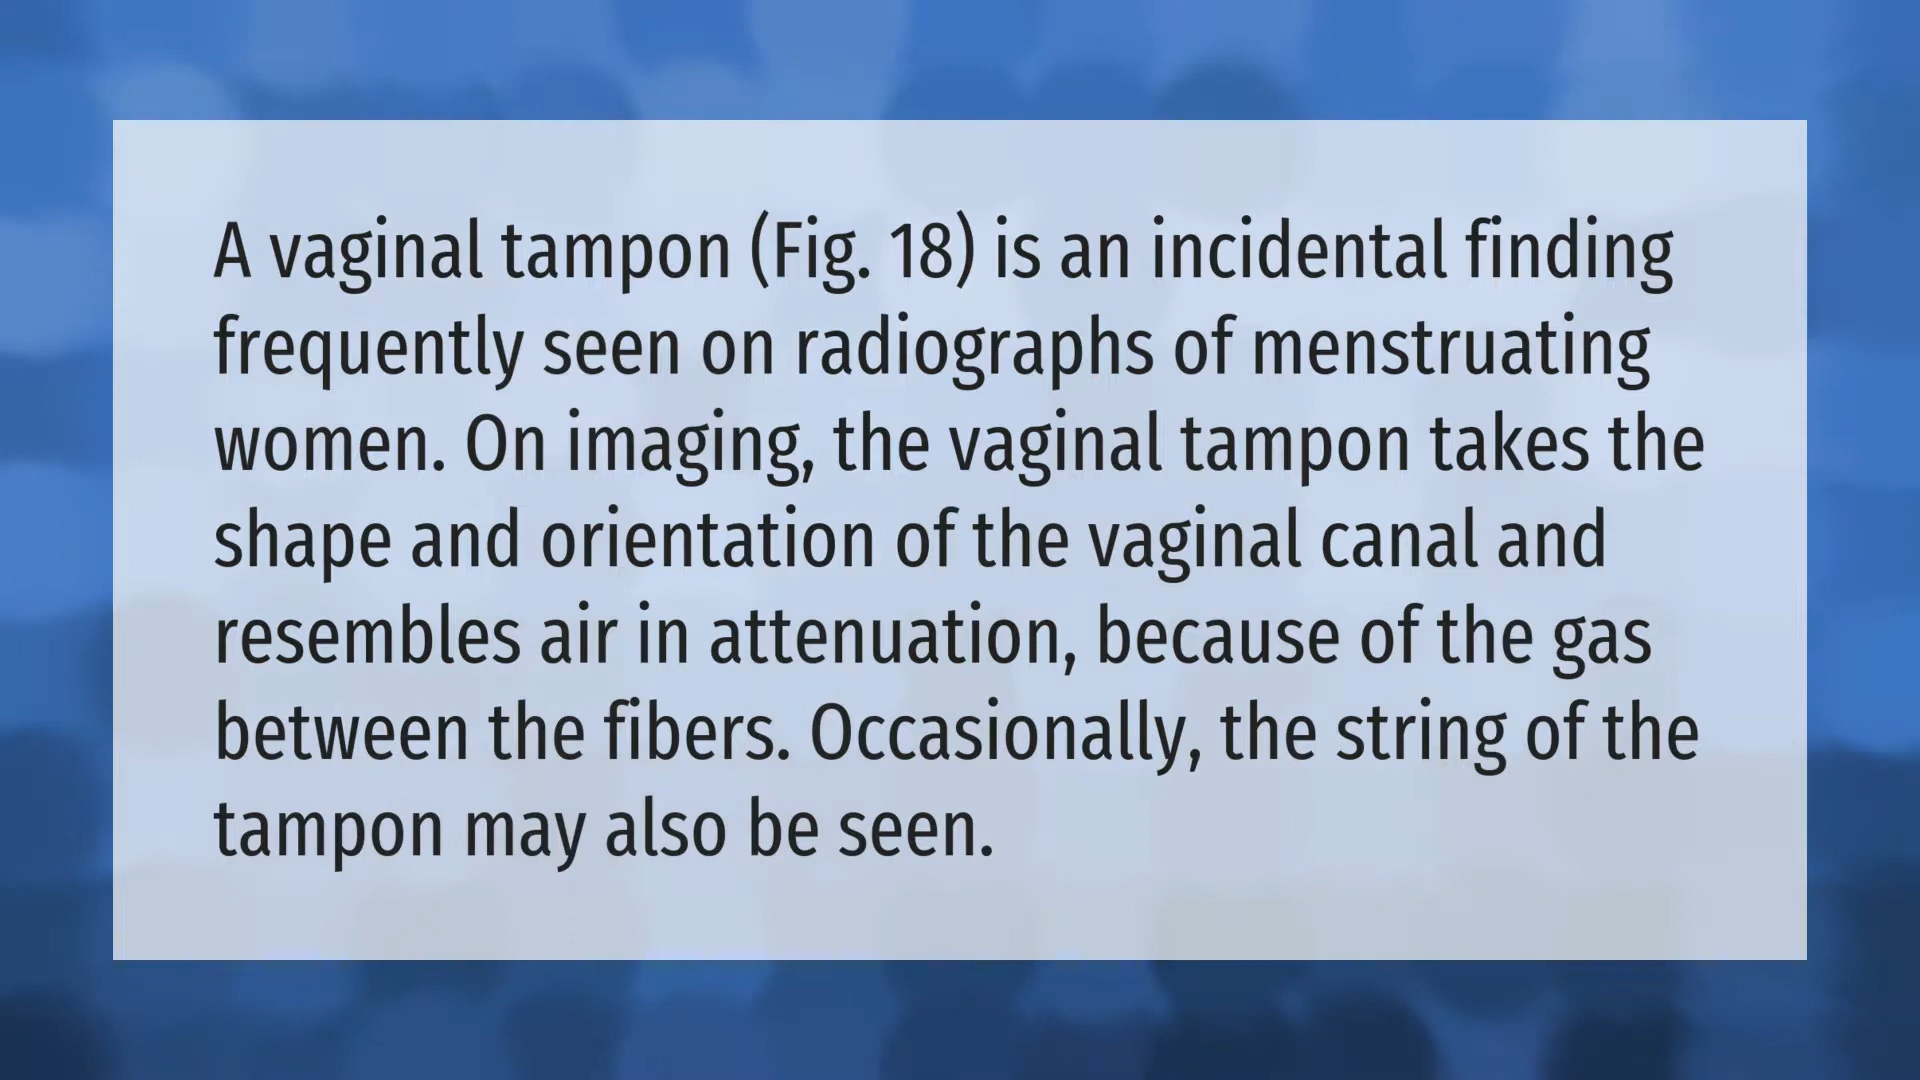 A vaginal tampon (Fig. 18) is an incidental finding
frequently seen on radiographs of menstruating
women. On imaging, the vaginal tampon takes the
shape and orientation of the vaginal canal and
resembles air in attenuation, because of the gas
between the fibers. Occasionally, the string of the
tampon may also be seen.